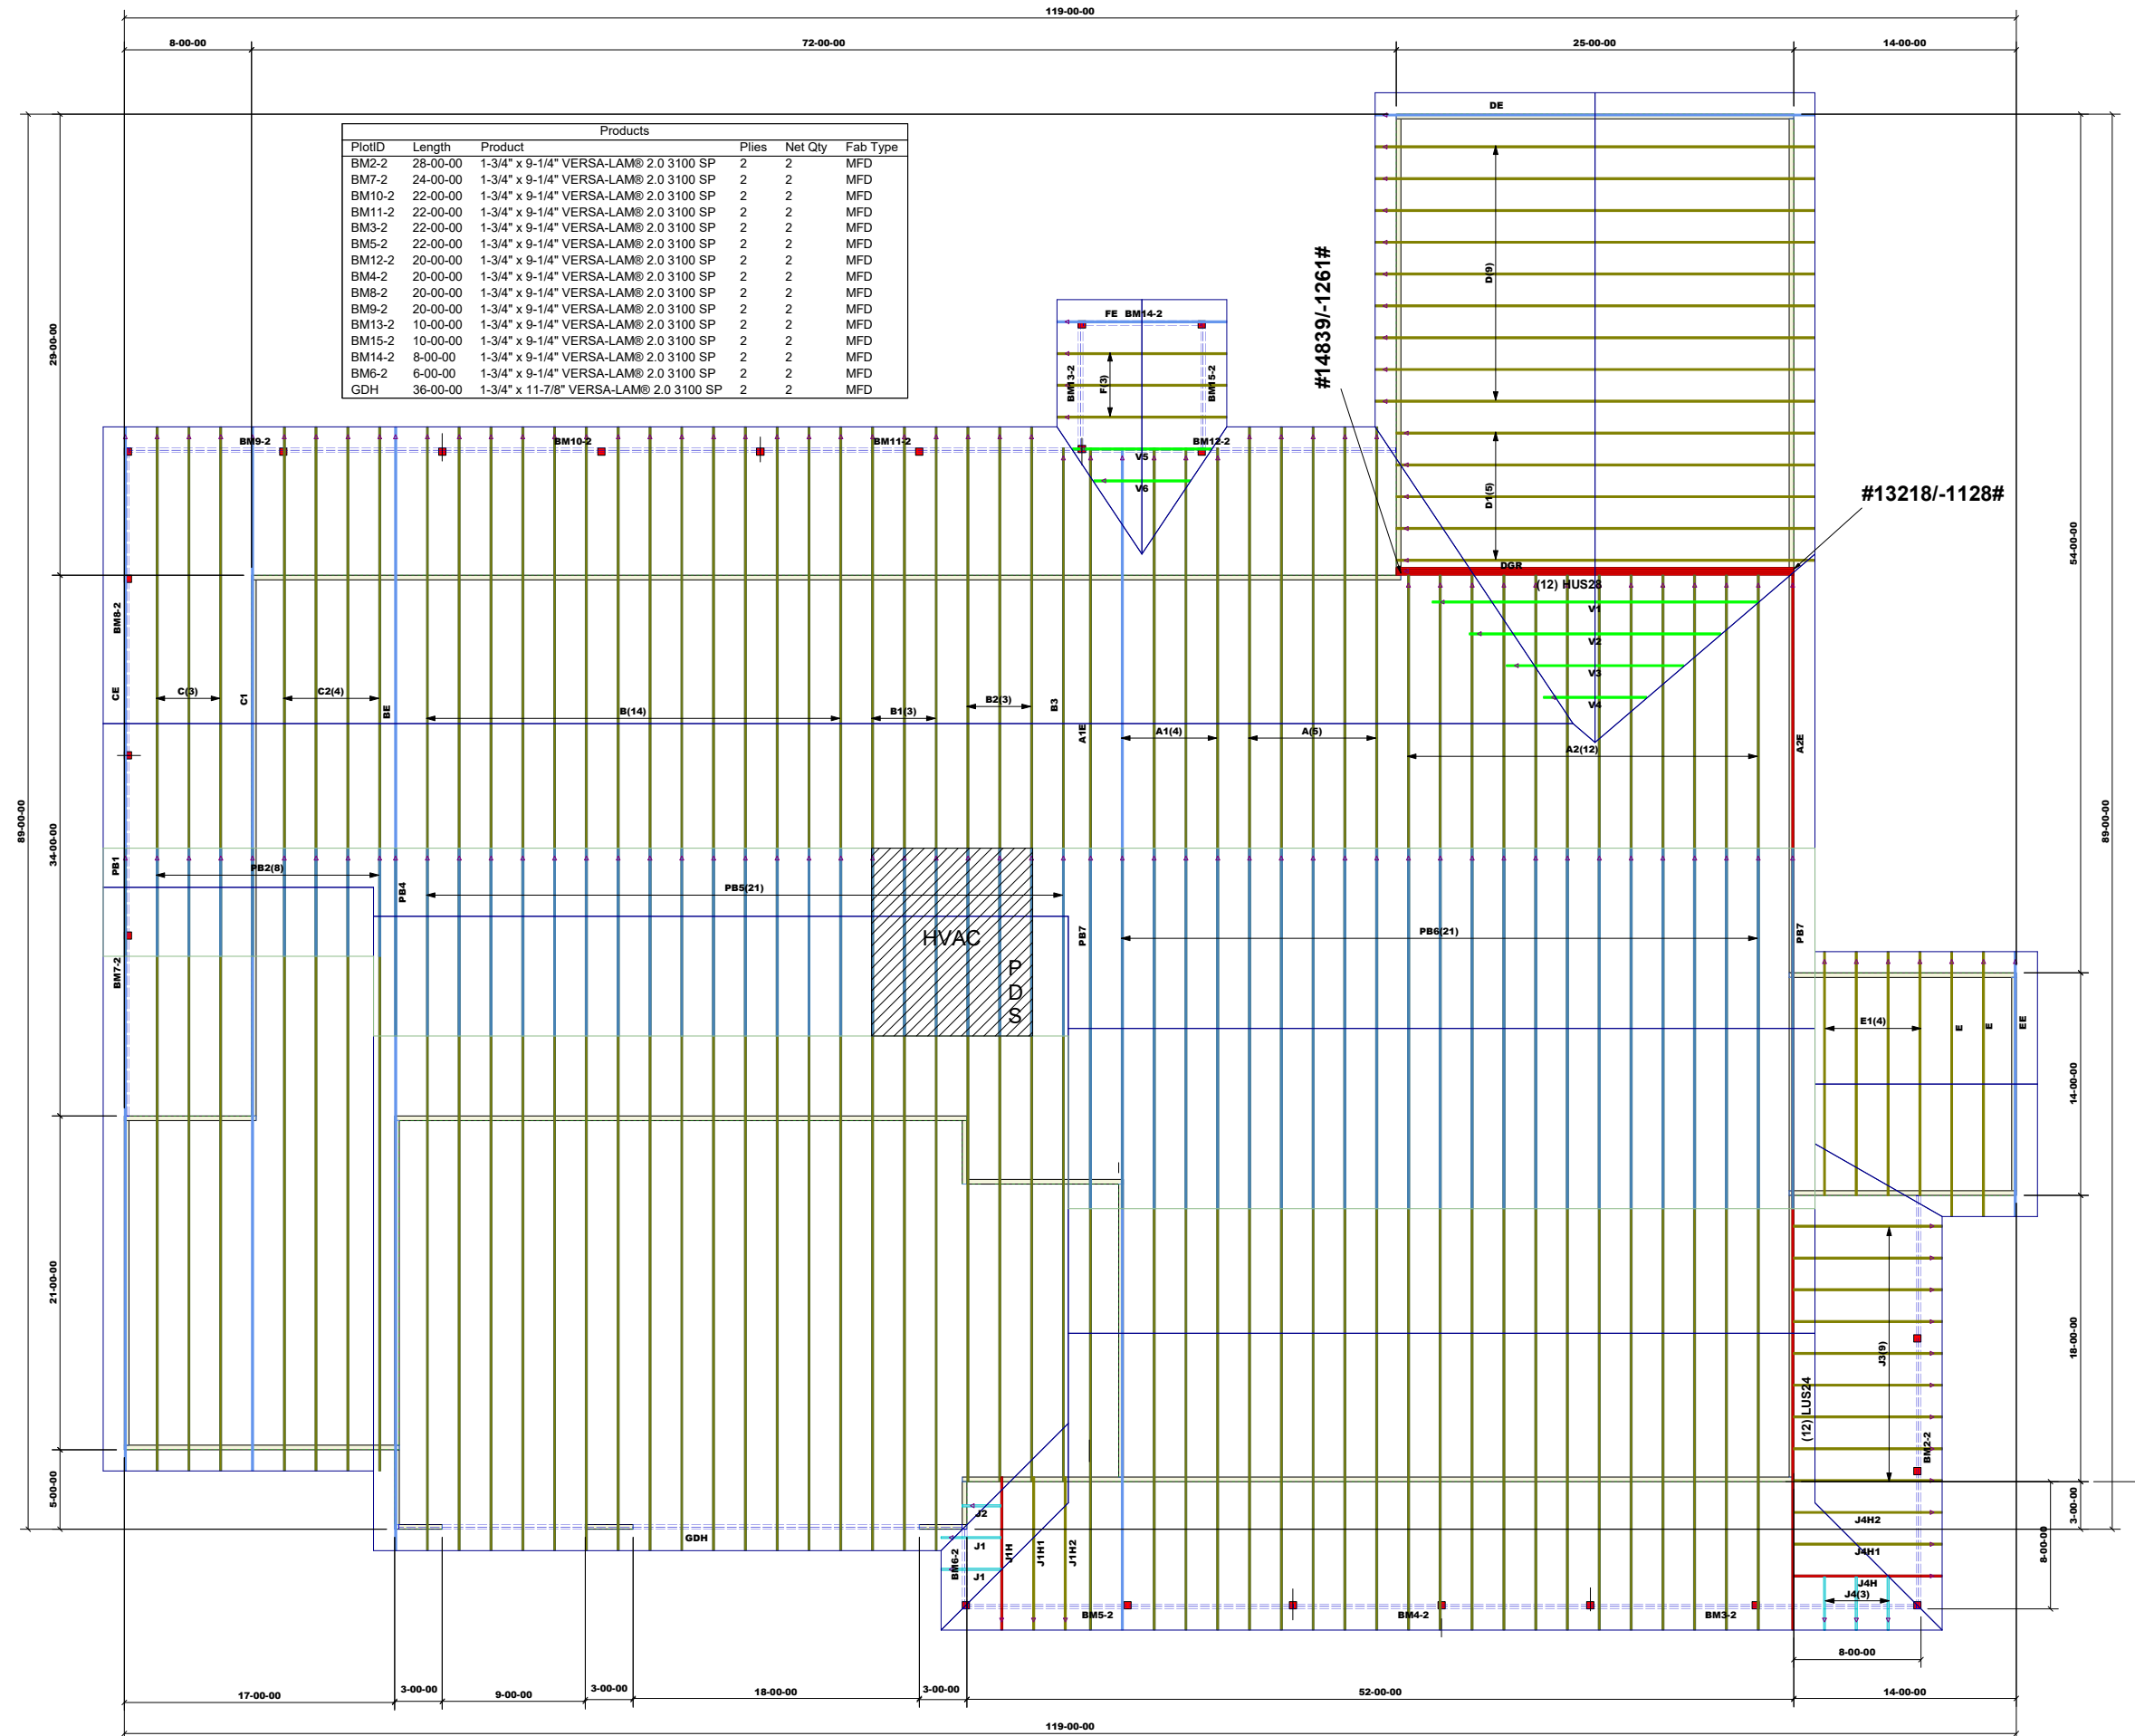 119-00-00
8-00-00
72-00-00
25-00-00
14-00-00
Products
PlotID Length Product Plies Net Qty Fab Type
BM2-2 28-00-00 1-3/4" x 9-1/4" VERSA-LAM® 2.0 3100 SP 2 2 MFD
BM7-2 24-00-00 1-3/4" x 9-1/4" VERSA-LAM® 2.0 3100 SP 2 2 MFD
BM10-2 22-00-00 1-3/4" x 9-1/4" VERSA-LAM® 2.0 3100 SP 2 2 MFD
BM11-2 22-00-00 1-3/4" x 9-1/4" VERSA-LAM® 2.0 3100 SP 2 2 MFD
BM3-2 22-00-00 1-3/4" x 9-1/4" VERSA-LAM® 2.0 3100 SP 2 2 MFD
BM5-2 22-00-00 1-3/4" x 9-1/4" VERSA-LAM® 2.0 3100 SP 2 2 MFD
BM12-2 20-00-00 1-3/4" x 9-1/4" VERSA-LAM® 2.0 3100 SP 2 2 MFD
BM4-2 20-00-00 1-3/4" x 9-1/4" VERSA-LAM® 2.0 3100 SP 2 2 MFD
BM8-2 20-00-00 1-3/4" x 9-1/4" VERSA-LAM® 2.0 3100 SP 2 2 MFD
BM9-2 20-00-00 1-3/4" x 9-1/4" VERSA-LAM® 2.0 3100 SP 2 2 MFD
BM13-2 10-00-00 1-3/4" x 9-1/4" VERSA-LAM® 2.0 3100 SP 2 2 MFD
BM15-2 10-00-00 1-3/4" x 9-1/4" VERSA-LAM® 2.0 3100 SP 2 2 MFD
BM14-2 8-00-00 1-3/4" x 9-1/4" VERSA-LAM® 2.0 3100 SP 2 2 MFD
BM6-2 6-00-00 1-3/4" x 9-1/4" VERSA-LAM® 2.0 3100 SP 2 2 MFD
GDH 36-00-00 1-3/4" x 11-7/8" VERSA-LAM® 2.0 3100 SP 2 2 MFD
DE
D(9)
#14839/-1261#
FE BM14-2
BM13-2
F(3)
BM15-2
29-00-00
BM9-2
BM10-2
BM11-2
BM12-2
V5
V6
D1(5)
#13218/-1128#
54-00-00
DGR
(12) HUS28
V1
V2
V3
V4
BM8-2
CE
C(3)
C1
C2(4)
BE
B(14)
B1(3)
B2(3)
B3
A1E
A1(4)
A(5)
A2(12)
A2E
89-00-00
34-00-00
89-00-00
PB1
PB2(8)
PB4
PB5(21)
HVAC
P
D
S
PB7
PB6(21)
PB7
BM7-2
E1(4)
E
E
EE
14-00-00
21-00-00
18-00-00
J3(9)
(12) LUS24
BM2-2
5-00-00
3-00-00
8-00-00
J2
J1
J1
BM6-2
J1H
J1H1
J1H2
GDH
J4H2
J4H1
J4H
J4(3)
BM5-2
BM4-2
BM3-2
8-00-00
17-00-00
3-00-00
9-00-00
3-00-00
18-00-00
3-00-00
52-00-00
14-00-00
119-00-00